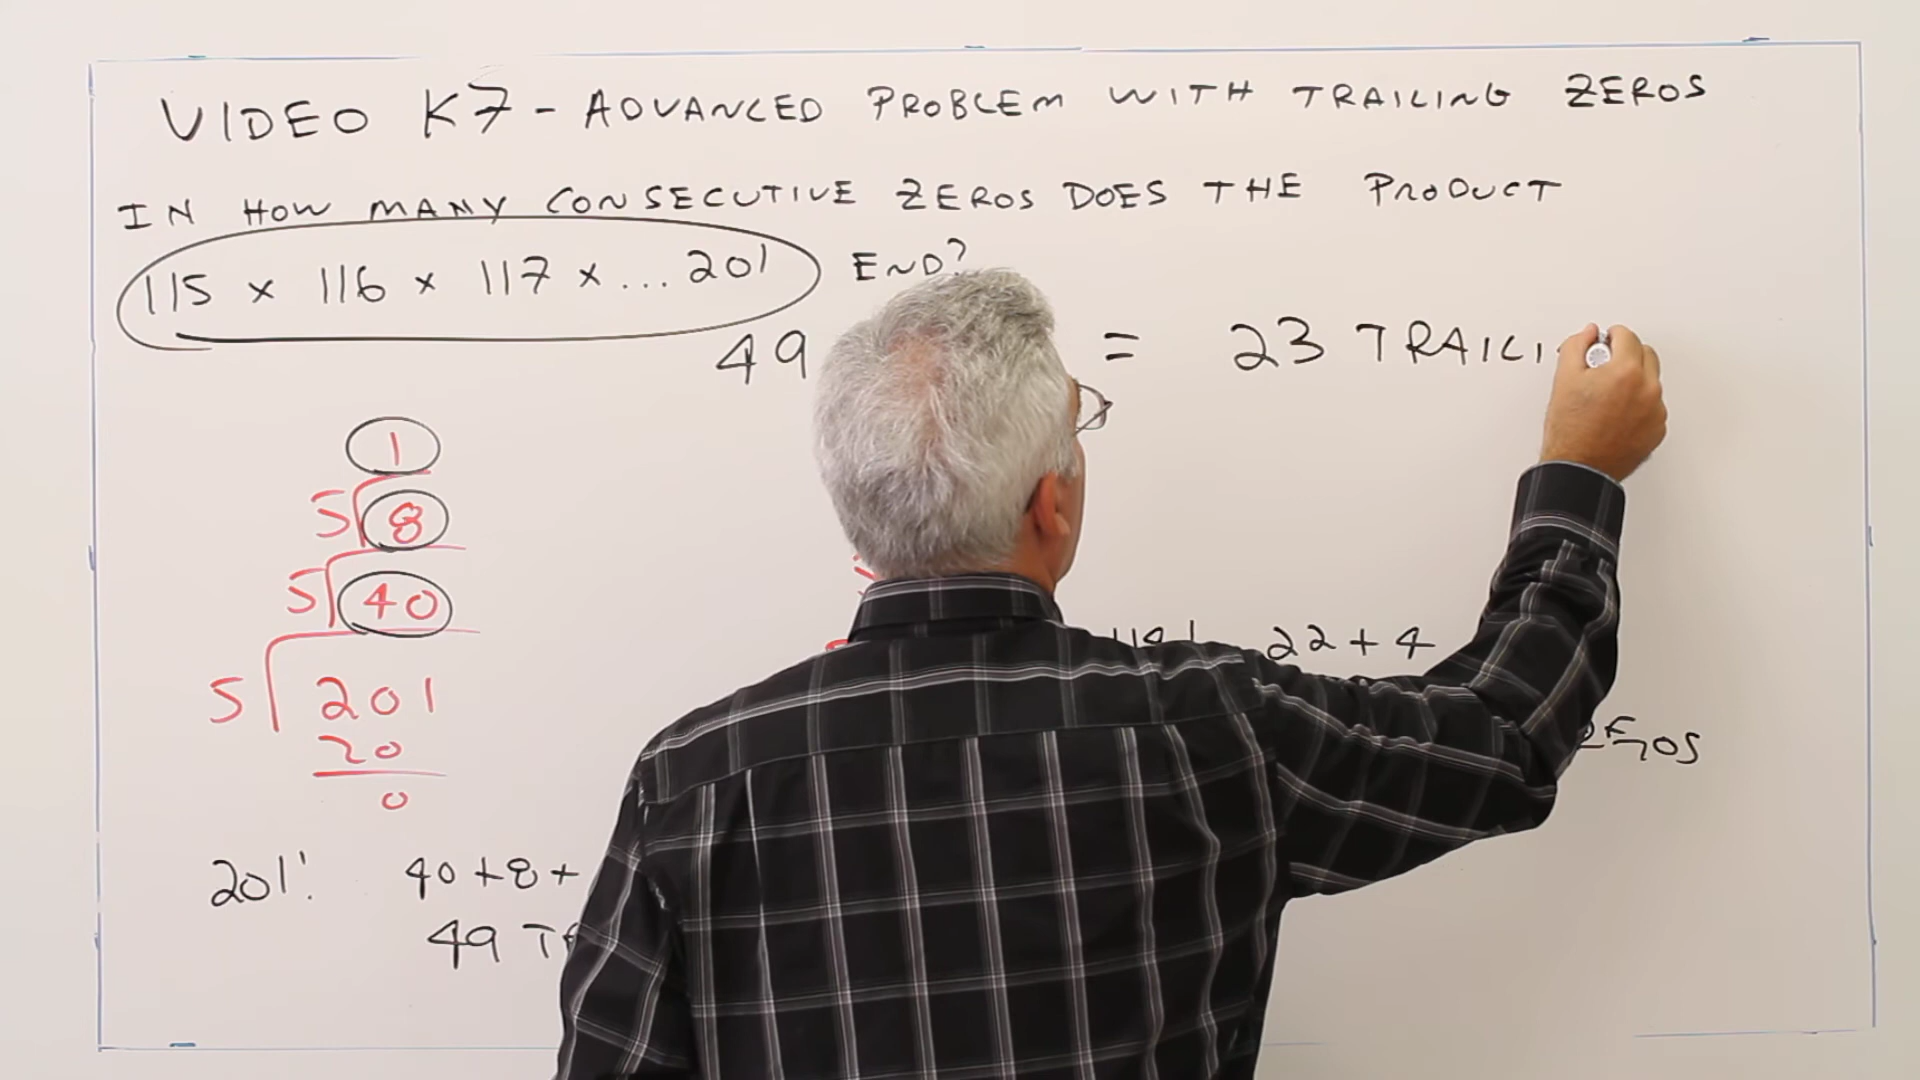 VIDEO K7 - ADVANCED PROBLEM WITH TRAILING ZEROS
IN HOW MANY CONSECUTIVE ZEROS DOES THE PRODUCT
115 x 116 x 117 x ... 201 END?
49 = 23 TRAILI
1
5 8
5 40
5 201
20
0
114! 22 + 4
ZEROS
201! 40 + 8 +
49 TR